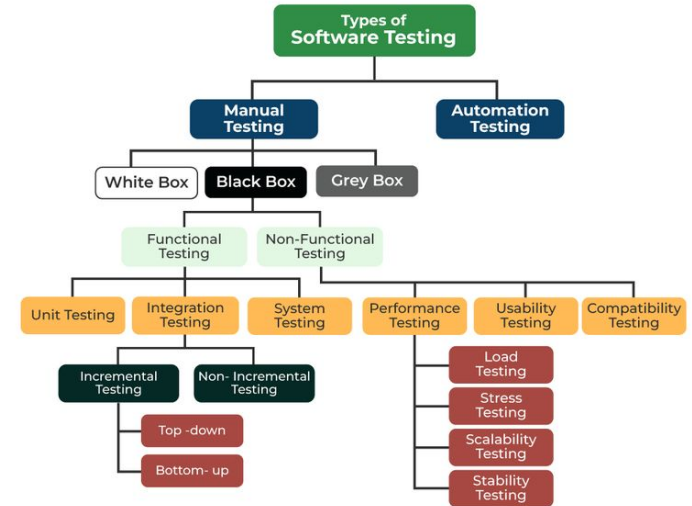 Types of
Software Testing
Manual
Testing
Automation
Testing
White Box
Black Box
Grey Box
Functional
Testing
Non-Functional
Testing
Unit Testing
Integration
Testing
System
Testing
Performance
Testing
Usability
Testing
Compatibility
Testing
Incremental
Testing
Non- Incremental
Testing
Load
Testing
Stress
Testing
Scalability
Testing
Stability
Testing
Top -down
Bottom- up